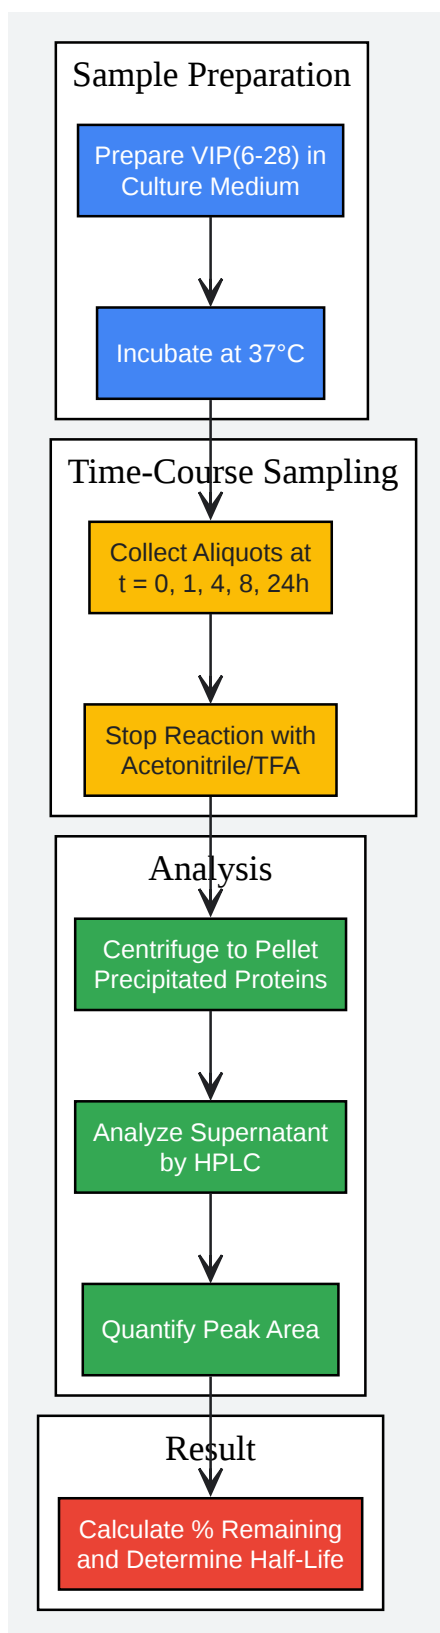 Sample Preparation
Prepare VIP(6-28) in
Culture Medium
Incubate at 37°C
Time-Course Sampling
Collect Aliquots at
t = 0, 1, 4, 8, 24h
Stop Reaction with
Acetonitrile/TFA
Analysis
Centrifuge to Pellet
Precipitated Proteins
Analyze Supernatant
by HPLC
Quantify Peak Area
Result
Calculate % Remaining
and Determine Half-Life